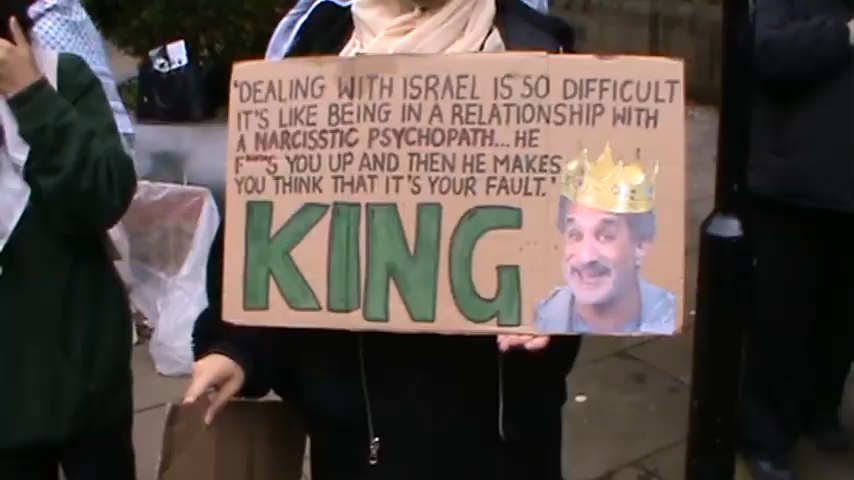 'DEALING WITH ISRAEL IS SO DIFFICULT
IT'S LIKE BEING IN A RELATIONSHIP WITH
A NARCISSTIC PSYCHOPATH... HE
F***S YOU UP AND THEN HE MAKES
YOU THINK THAT IT'S YOUR FAULT.'
KING